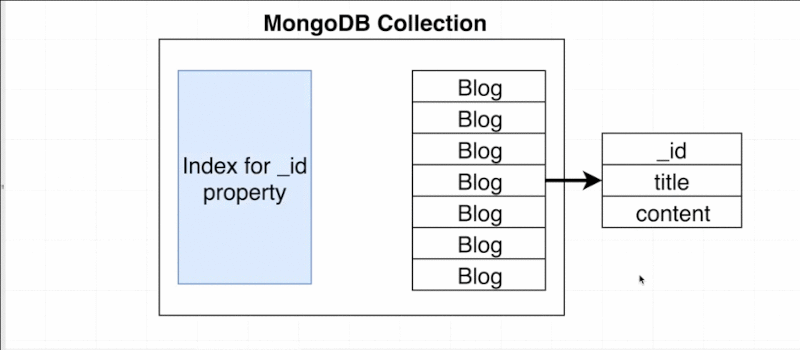 MongoDB Collection
Index for _id
property
Blog
Blog
Blog
Blog
Blog
Blog
Blog
_id
title
content